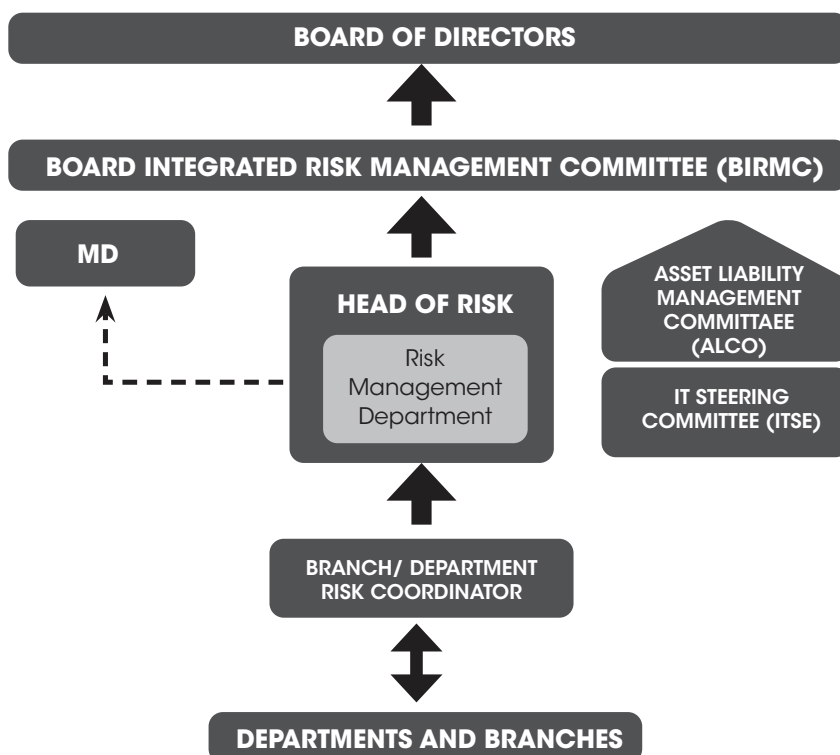 BOARD OF DIRECTORS
BOARD INTEGRATED RISK MANAGEMENT COMMITTEE (BIRMC)
MD
HEAD OF RISK
Risk
Management
Department
ASSET LIABILITY
MANAGEMENT
COMMITTAEE
(ALCO)
IT STEERING
COMMITTEE (ITSE)
BRANCH/ DEPARTMENT
RISK COORDINATOR
DEPARTMENTS AND BRANCHES